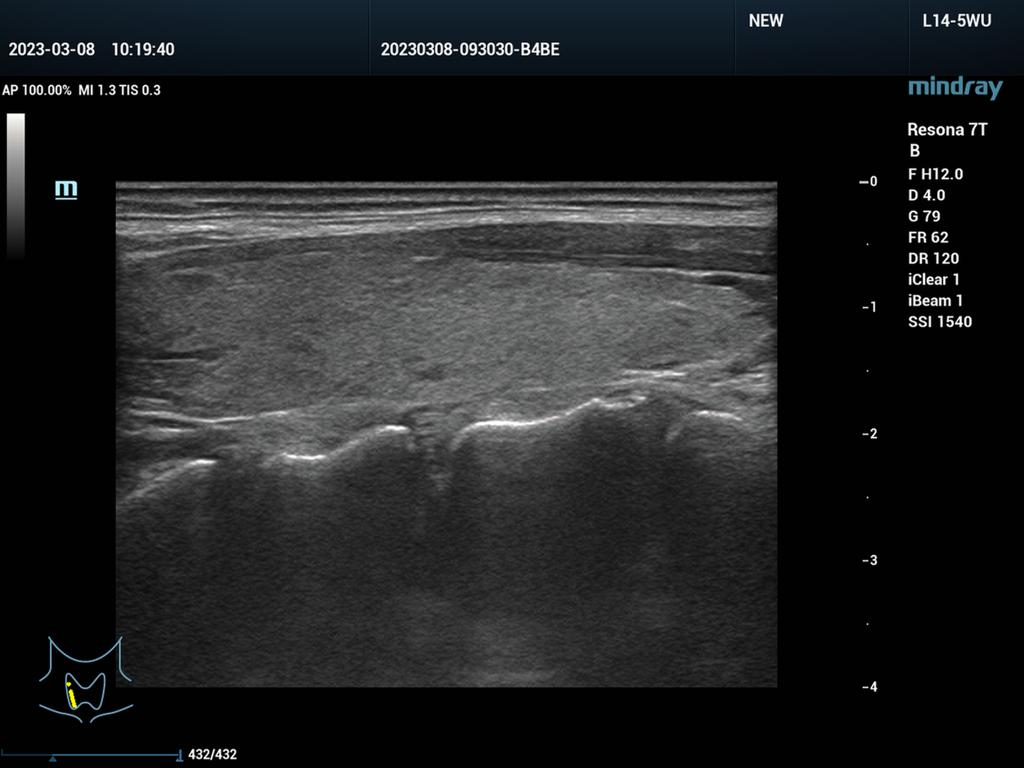 NEW
L14-5WU
2023-03-08 10:19:40
20230308-093030-B4BE
AP 100.00% MI 1.3 TIS 0.3
mindray
Resona 7T
B
F H12.0
D 4.0
G 79
FR 62
DR 120
iClear 1
iBeam 1
SSI 1540
m
0
-1
-2
-3
-4
432/432